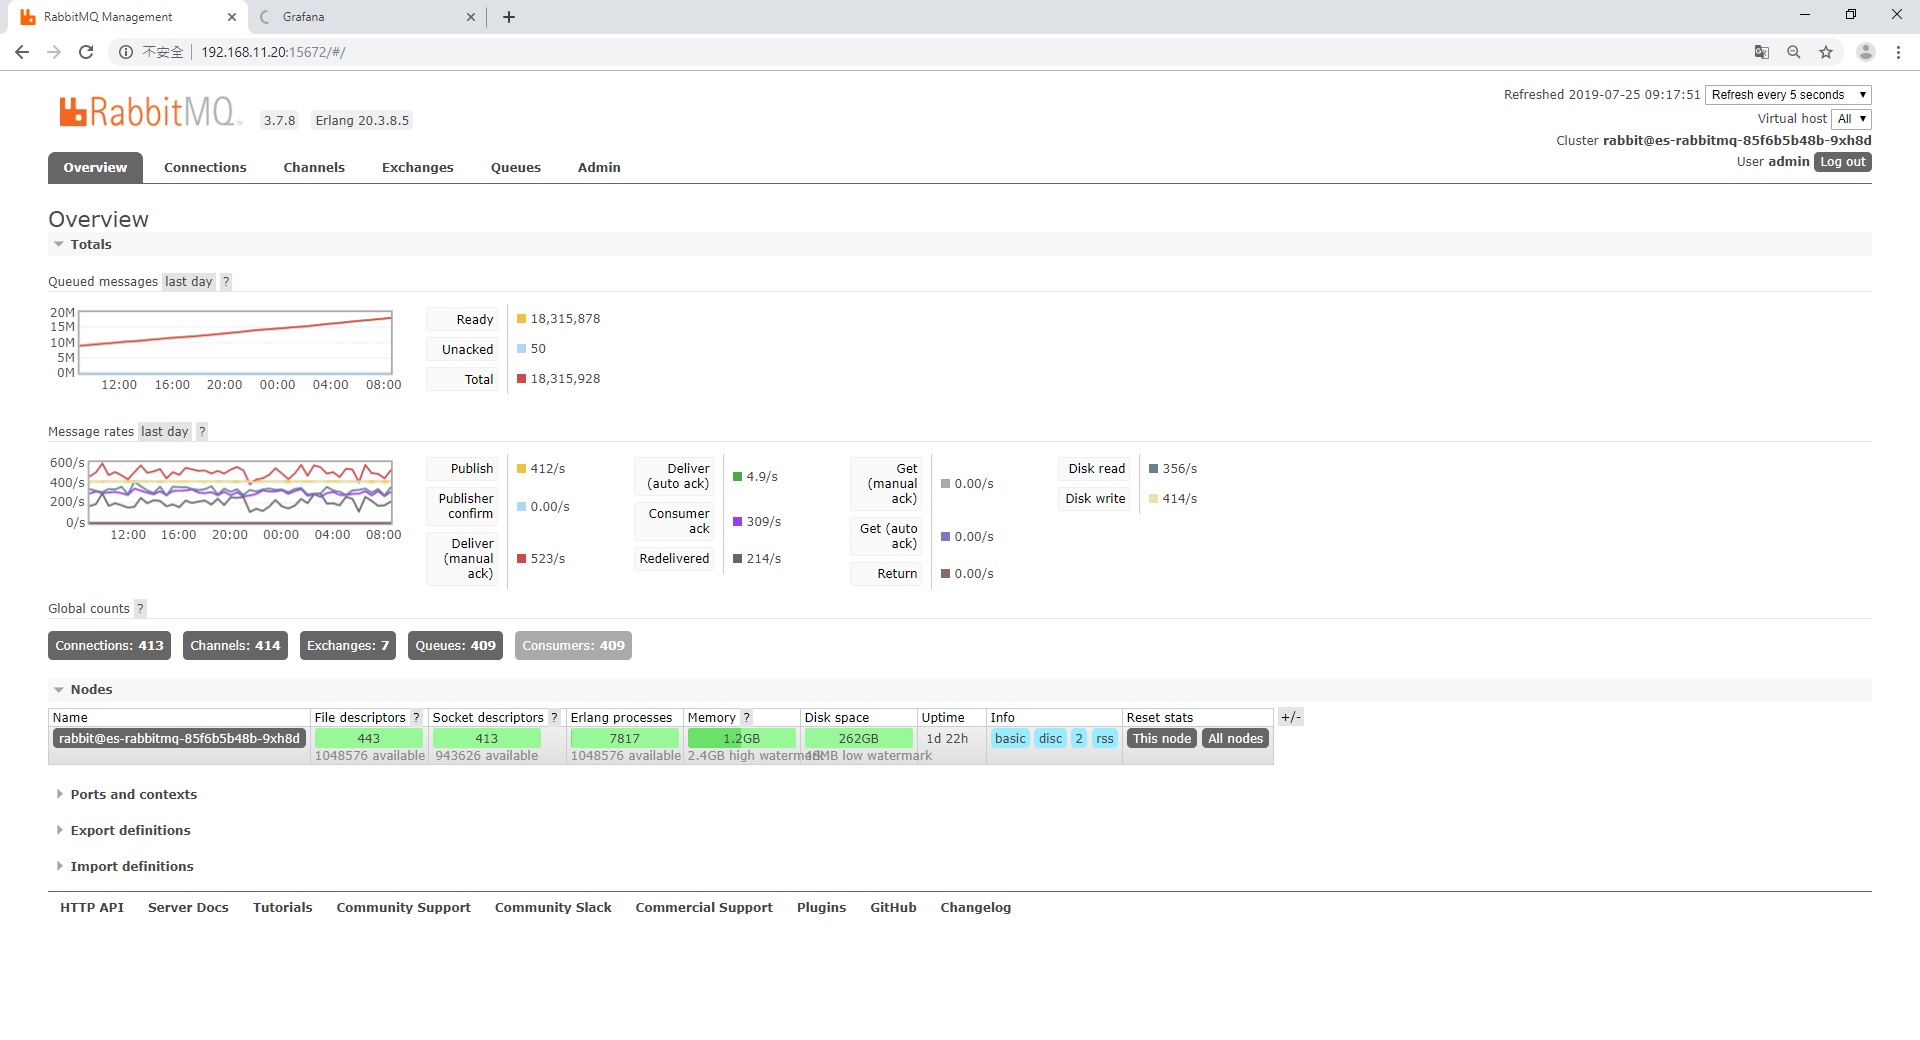 RabbitMQ Management
Grafana
不安全
192.168.11.20:15672/#/
RabbitMQ TM
3.7.8
Erlang 20.3.8.5
Refreshed 2019-07-25 09:17:51 Refresh every 5 seconds
Virtual host All
Cluster rabbit@es-rabbitmq-85f6b5b48b-9xh8d
User admin Log out
Overview Connections Channels Exchanges Queues Admin
Overview
Totals
Queued messages last day ?
20M
15M
10M
5M
0M
12:00 16:00 20:00 00:00 04:00 08:00
Ready 18,315,878
Unacked 50
Total 18,315,928
Message rates last day ?
600/s
400/s
200/s
0/s
12:00 16:00 20:00 00:00 04:00 08:00
Publish 412/s
Publisher
confirm 0.00/s
Deliver
(manual
ack) 523/s
Deliver
(auto ack) 4.9/s
Consumer
ack 309/s
Redelivered 214/s
Get
(manual
ack) 0.00/s
Get (auto
ack) 0.00/s
Return 0.00/s
Disk read 356/s
Disk write 414/s
Global counts ?
Connections: 413 Channels: 414 Exchanges: 7 Queues: 409 Consumers: 409
Nodes
Name File descriptors ? Socket descriptors ? Erlang processes Memory ? Disk space Uptime Info Reset stats +/-
rabbit@es-rabbitmq-85f6b5b48b-9xh8d 443 413 7817 1.2GB 262GB 1d 22h basic disc 2 rss This node All nodes
1048576 available 943626 available 1048576 available 2.4GB high watermark 48MB low watermark
Ports and contexts
Export definitions
Import definitions
HTTP API Server Docs Tutorials Community Support Community Slack Commercial Support Plugins GitHub Changelog